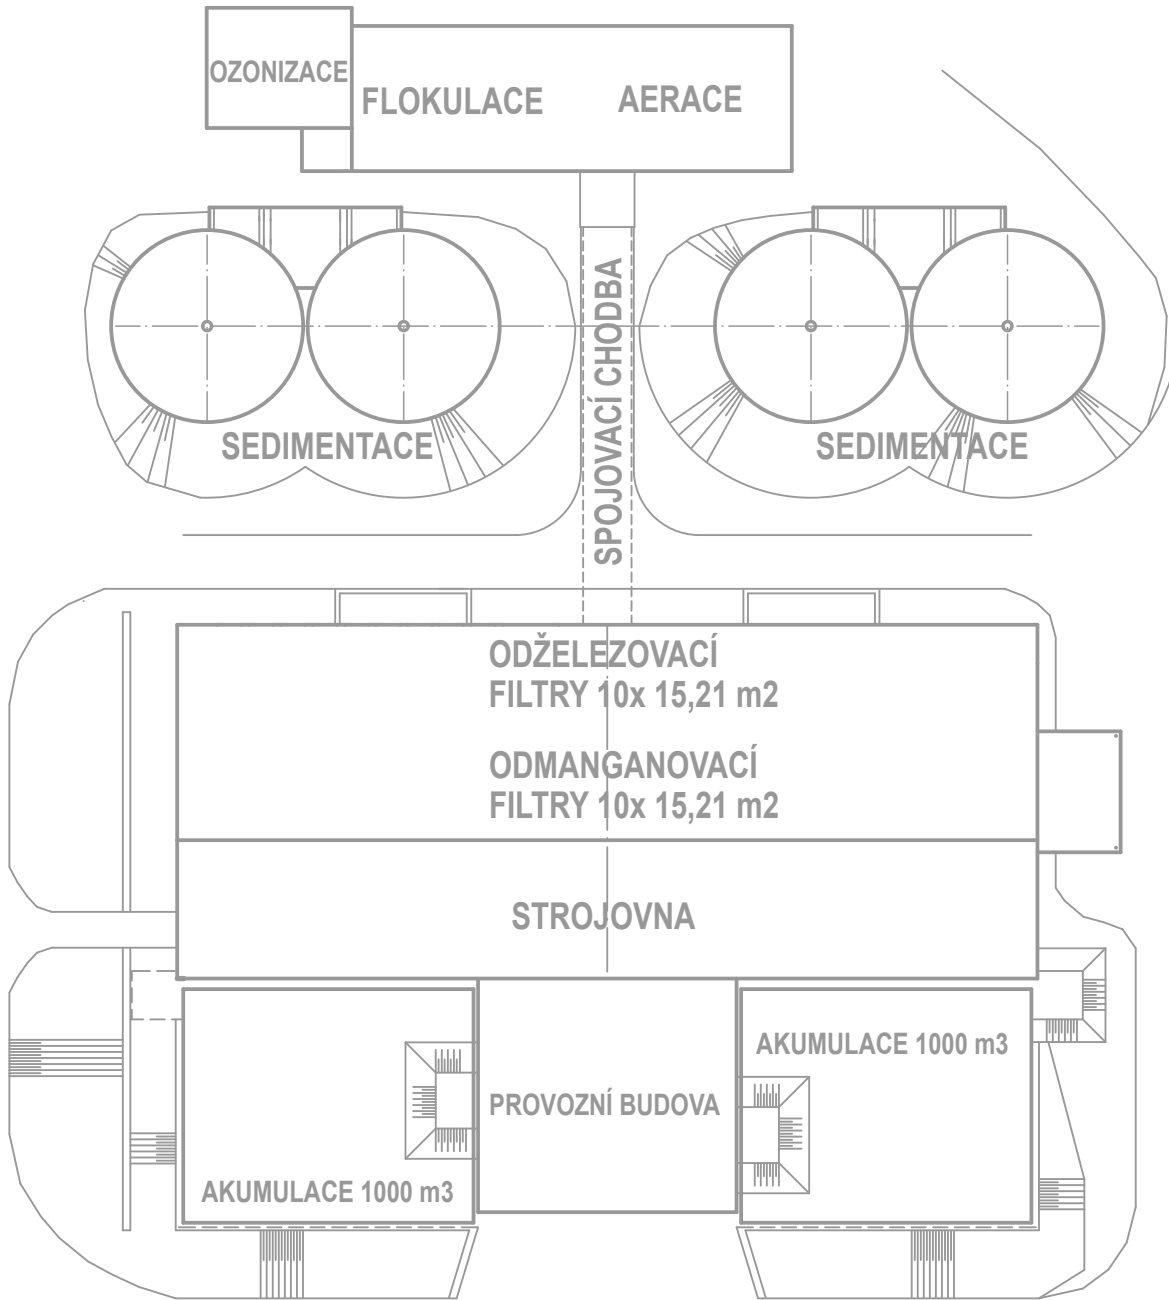 OZONIZACE
FLOKULACE
AERACE
SPOJOVACÍ CHODBA
SEDIMENTACE
SEDIMENTACE
ODŽELEZOVACÍ
FILTRY 10x 15,21 m2
ODMANGANOVACÍ
FILTRY 10x 15,21 m2
STROJOVNA
AKUMULACE 1000 m3
PROVOZNÍ BUDOVA
AKUMULACE 1000 m3